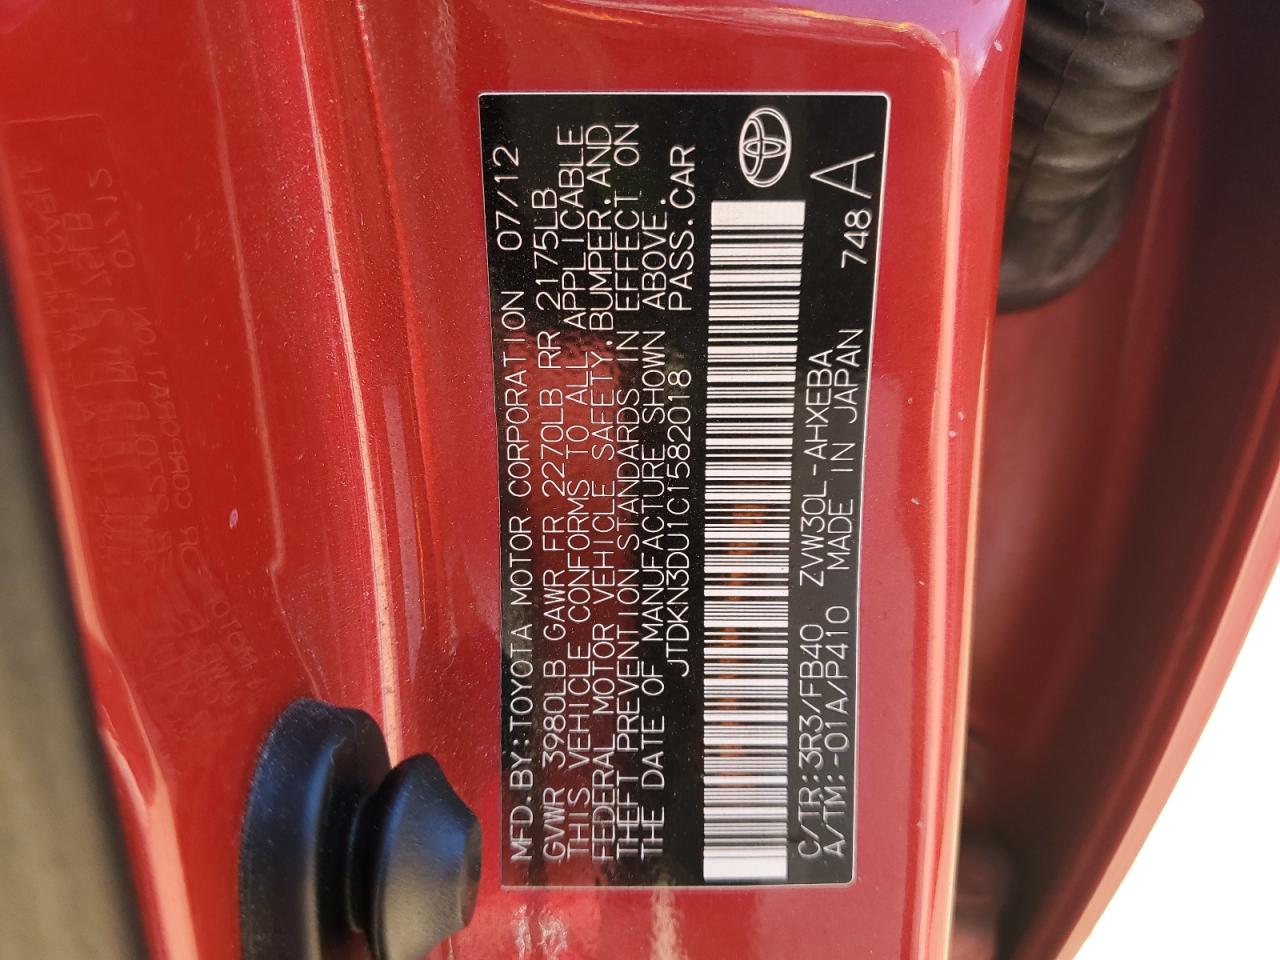 MFD.BY:TOYOTA MOTOR CORPORATION 07/12
GVWR 3980LB GAWR FR 2270LB RR 2175LB
THIS VEHICLE CONFORMS TO ALL APPLICABLE
FEDERAL MOTOR VEHICLE SAFETY,BUMPER,AND
THEFT PREVENTION STANDARDS IN EFFECT ON
THE DATE OF MANUFACTURE SHOWN ABOVE.
JTDKN3DU1C1582018 PASS.CAR
C/TR:3R3/FB40 ZVW30L-AHXEBA 748
A/TM:-01A/P410 MADE IN JAPAN A